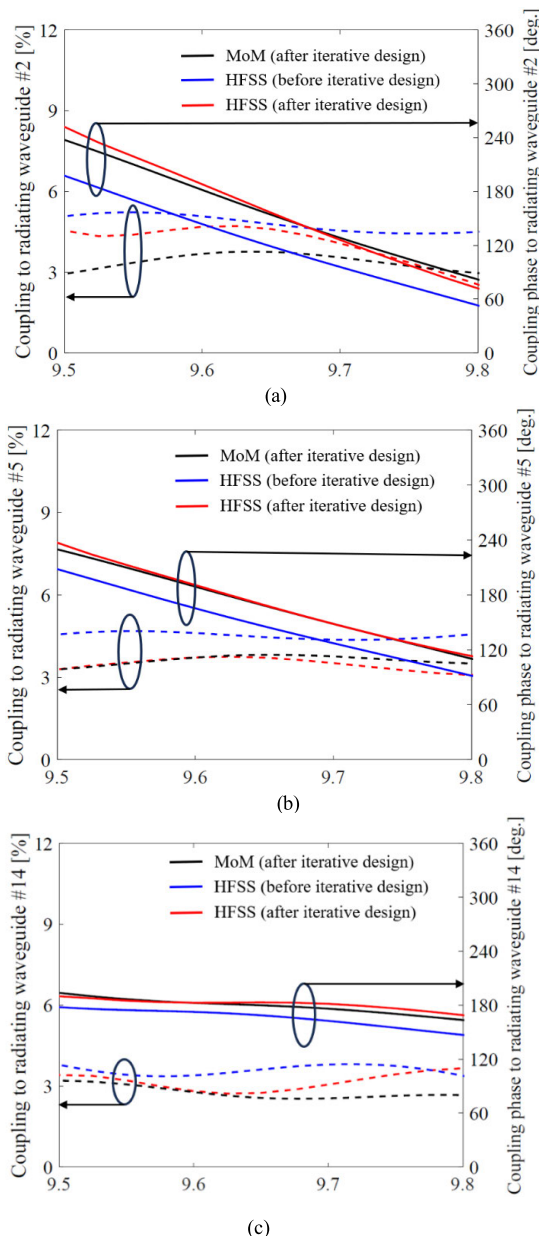 Coupling to radiating waveguide #2 [%]
12
9
6
3
0
MoM (after iterative design)
HFSS (before iterative design)
HFSS (after iterative design)
360
300
240
180
120
60
0
Coupling phase to radiating waveguide #2 [deg.]
9.5 9.6 9.7 9.8
(a)
Coupling to radiating waveguide #5 [%]
12
9
6
3
0
MoM (after iterative design)
HFSS (before iterative design)
HFSS (after iterative design)
360
300
240
180
120
60
0
Coupling phase to radiating waveguide #5 [deg.]
9.5 9.6 9.7 9.8
(b)
Coupling to radiating waveguide #14 [%]
12
9
6
3
0
MoM (after iterative design)
HFSS (before iterative design)
HFSS (after iterative design)
360
300
240
180
120
60
0
Coupling phase to radiating waveguide #14 [deg.]
9.5 9.6 9.7 9.8
(c)